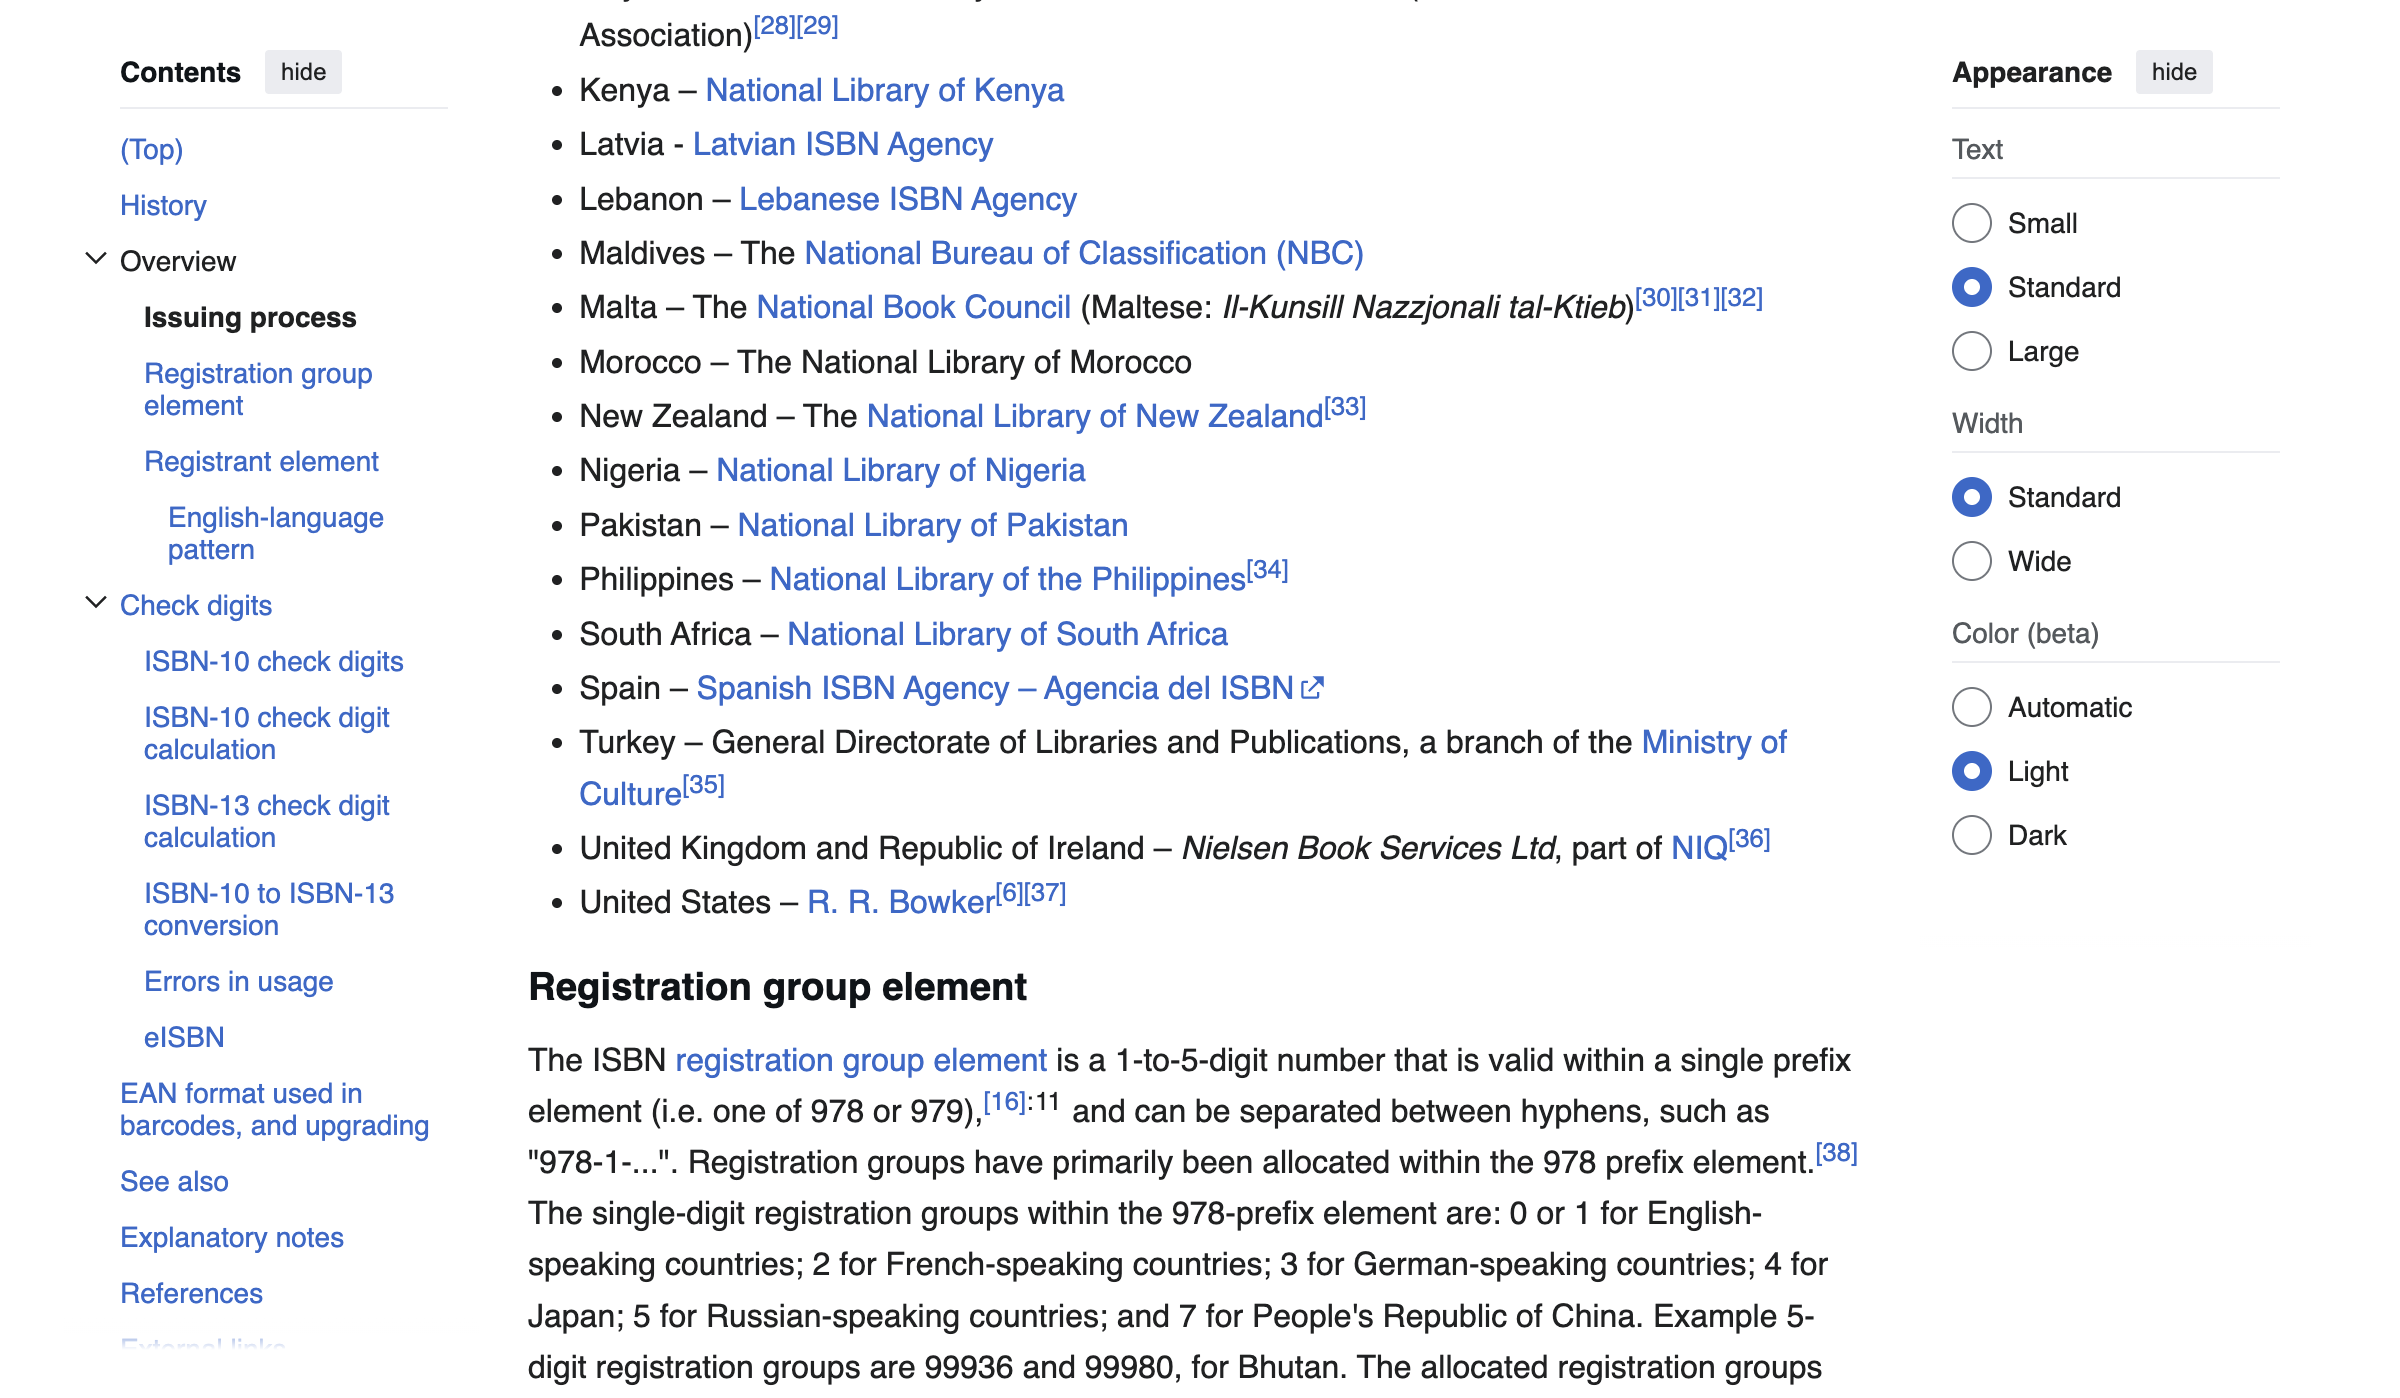 Contents hide
(Top)
History
Overview
Issuing process
Registration group
element
Registrant element
English-language
pattern
Check digits
ISBN-10 check digits
ISBN-10 check digit
calculation
ISBN-13 check digit
calculation
ISBN-10 to ISBN-13
conversion
Errors in usage
eISBN
EAN format used in
barcodes, and upgrading
See also
Explanatory notes
References
External links
Association)[28][29]
• Kenya – National Library of Kenya
• Latvia - Latvian ISBN Agency
• Lebanon – Lebanese ISBN Agency
• Maldives – The National Bureau of Classification (NBC)
• Malta – The National Book Council (Maltese: Il-Kunsill Nazzjonali tal-Ktieb)[30][31][32]
• Morocco – The National Library of Morocco
• New Zealand – The National Library of New Zealand[33]
• Nigeria – National Library of Nigeria
• Pakistan – National Library of Pakistan
• Philippines – National Library of the Philippines[34]
• South Africa – National Library of South Africa
• Spain – Spanish ISBN Agency – Agencia del ISBN
• Turkey – General Directorate of Libraries and Publications, a branch of the Ministry of
Culture[35]
• United Kingdom and Republic of Ireland – Nielsen Book Services Ltd, part of NIQ[36]
• United States – R. R. Bowker[6][37]
Registration group element
The ISBN registration group element is a 1-to-5-digit number that is valid within a single prefix
element (i.e. one of 978 or 979),[16]:11 and can be separated between hyphens, such as
"978-1-...". Registration groups have primarily been allocated within the 978 prefix element.[38]
The single-digit registration groups within the 978-prefix element are: 0 or 1 for English-
speaking countries; 2 for French-speaking countries; 3 for German-speaking countries; 4 for
Japan; 5 for Russian-speaking countries; and 7 for People's Republic of China. Example 5-
digit registration groups are 99936 and 99980, for Bhutan. The allocated registration groups
Appearance hide
Text
Small
Standard
Large
Width
Standard
Wide
Color (beta)
Automatic
Light
Dark